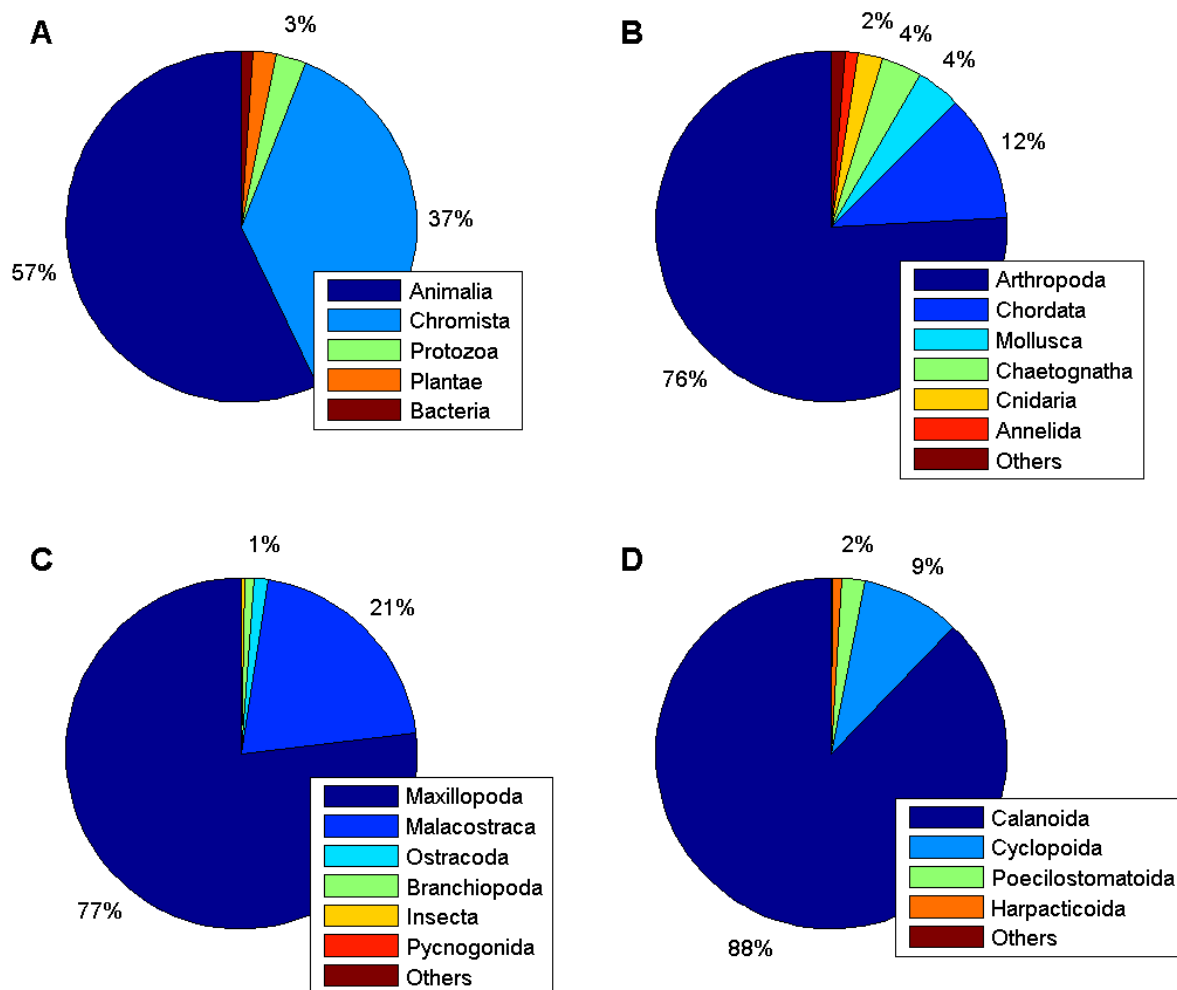 A
3%
37%
57%
Animalia
Chromista
Protozoa
Plantae
Bacteria
B
2%
4%
4%
12%
76%
Arthropoda
Chordata
Mollusca
Chaetognatha
Cnidaria
Annelida
Others
C
1%
21%
77%
Maxillopoda
Malacostraca
Ostracoda
Branchiopoda
Insecta
Pycnogonida
Others
D
2%
9%
88%
Calanoida
Cyclopoida
Poecilostomatoida
Harpacticoida
Others